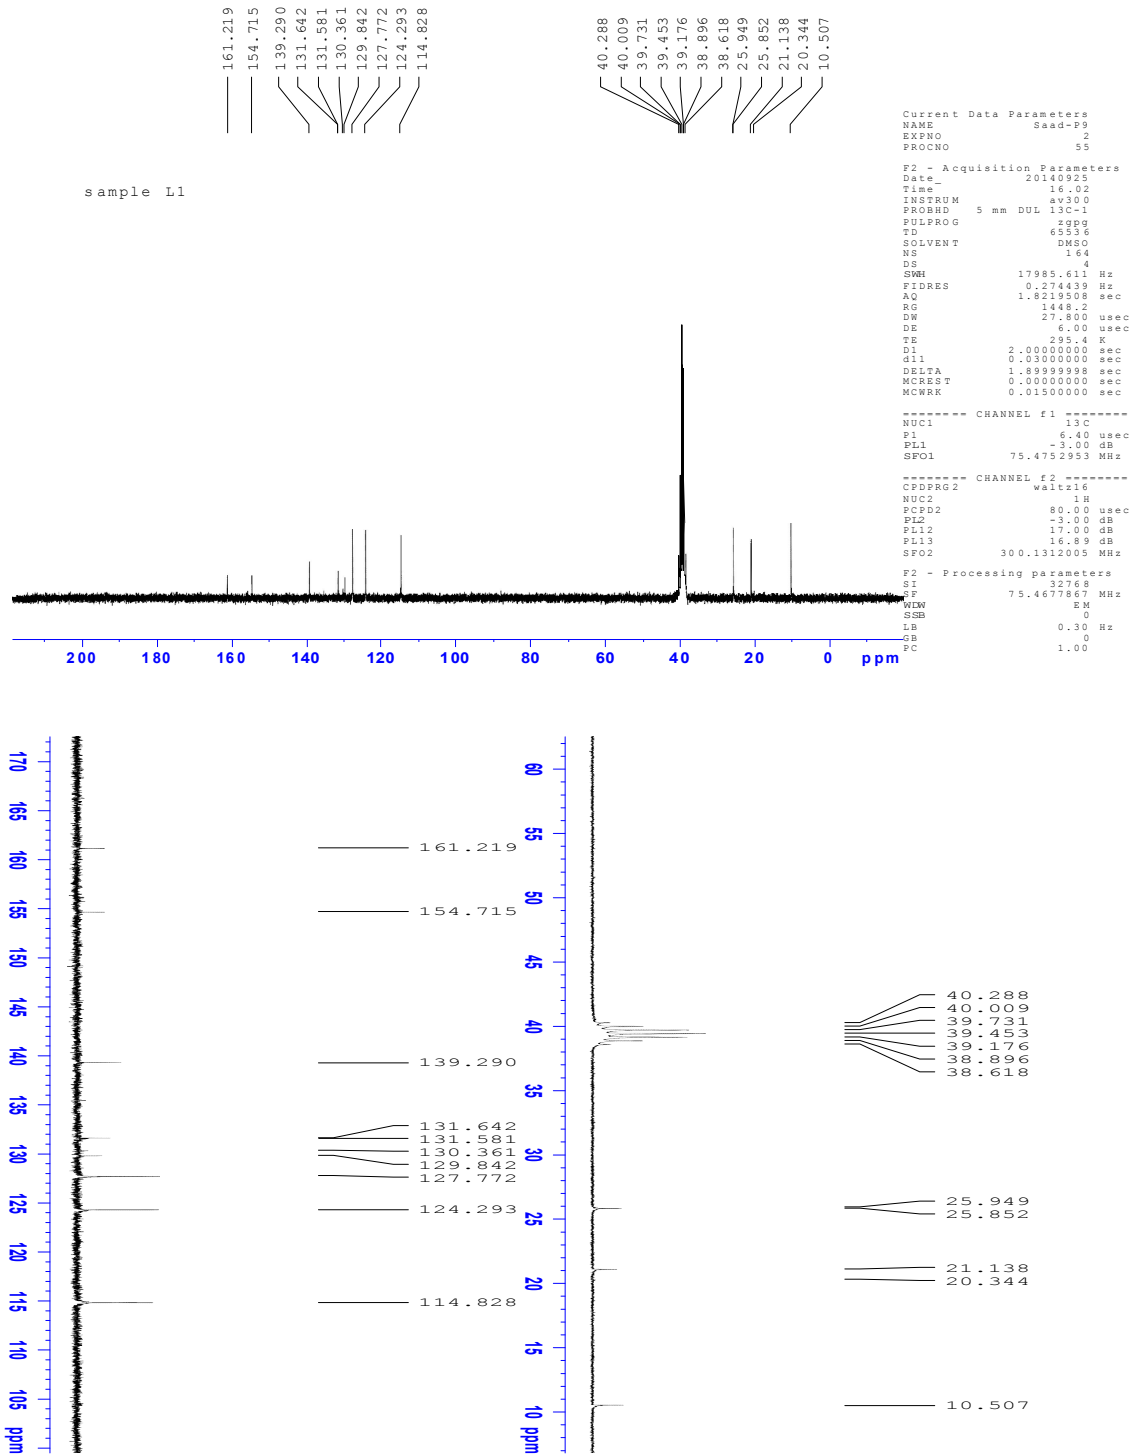 161.219
154.715
139.290
131.642
131.581
130.361
129.842
127.772
124.293
114.828
40.288
40.009
39.731
39.453
39.176
38.896
38.618
25.949
25.852
21.138
20.344
10.507
sample L1
Current Data Parameters
NAME Saad-P9
EXPNO 2
PROCNO 55
F2 - Acquisition Parameters
Date_ 20140925
Time 16.02
INSTRUM av300
PROBHD 5 mm DUL 13C-1
PULPROG zgpg
TD 65536
SOLVENT DMSO
NS 164
DS 4
SWH 17985.611 Hz
FIDRES 0.274439 Hz
AQ 1.8219508 sec
RG 1448.2
DW 27.800 usec
DE 6.00 usec
TE 295.4 K
D1 2.00000000 sec
d11 0.03000000 sec
DELTA 1.89999998 sec
MCREST 0.00000000 sec
MCWRK 0.01500000 sec
======== CHANNEL f1 ========
NUC1 13C
P1 6.40 usec
PL1 -3.00 dB
SFO1 75.4752953 MHz
======== CHANNEL f2 ========
CPDPRG2 waltz16
NUC2 1H
PCPD2 80.00 usec
PL2 -3.00 dB
PL12 17.00 dB
PL13 16.89 dB
SFO2 300.1312005 MHz
F2 - Processing parameters
SI 32768
SF 75.4677867 MHz
WDW EM
SSB 0
LB 0.30 Hz
GB 0
PC 1.00
200 180 160 140 120 100 80 60 40 20 0 ppm
170
165
160
155
150
145
140
135
130
125
120
115
110
105
ppm
161.219
154.715
139.290
131.642
131.581
130.361
129.842
127.772
124.293
114.828
60
55
50
45
40
35
30
25
20
15
10
ppm
40.288
40.009
39.731
39.453
39.176
38.896
38.618
25.949
25.852
21.138
20.344
10.507